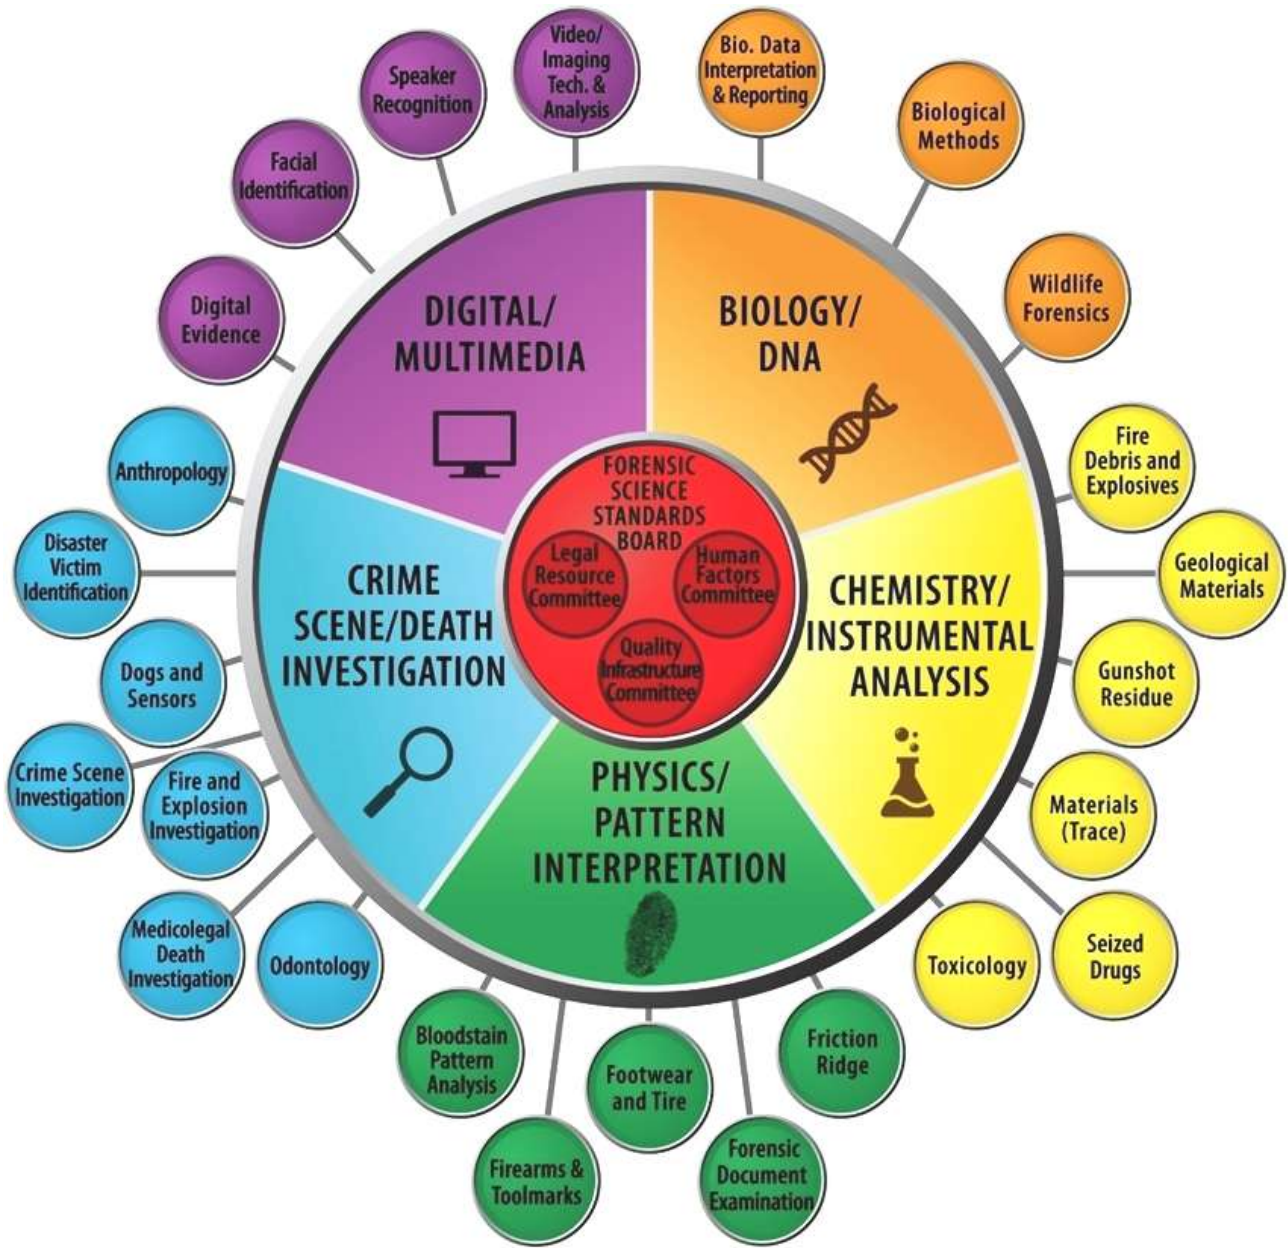 Video/
Imaging
Tech. &
Analysis
Speaker
Recognition
Facial
Identification
Digital
Evidence
Bio. Data
Interpretation
& Reporting
Biological
Methods
Wildlife
Forensics
DIGITAL/
MULTIMEDIA
BIOLOGY/
DNA
FORENSIC
SCIENCE
STANDARDS
BOARD
Legal
Resource
Committee
Human
Factors
Committee
Quality
Infrastructure
Committee
CRIME
SCENE/DEATH
INVESTIGATION
CHEMISTRY/
INSTRUMENTAL
ANALYSIS
PHYSICS/
PATTERN
INTERPRETATION
Anthropology
Disaster
Victim
Identification
Dogs and
Sensors
Crime Scene
Investigation
Fire and
Explosion
Investigation
Medicolegal
Death
Investigation
Odontology
Fire
Debris and
Explosives
Geological
Materials
Gunshot
Residue
Materials
(Trace)
Seized
Drugs
Toxicology
Bloodstain
Pattern
Analysis
Firearms &
Toolmarks
Footwear
and Tire
Forensic
Document
Examination
Friction
Ridge